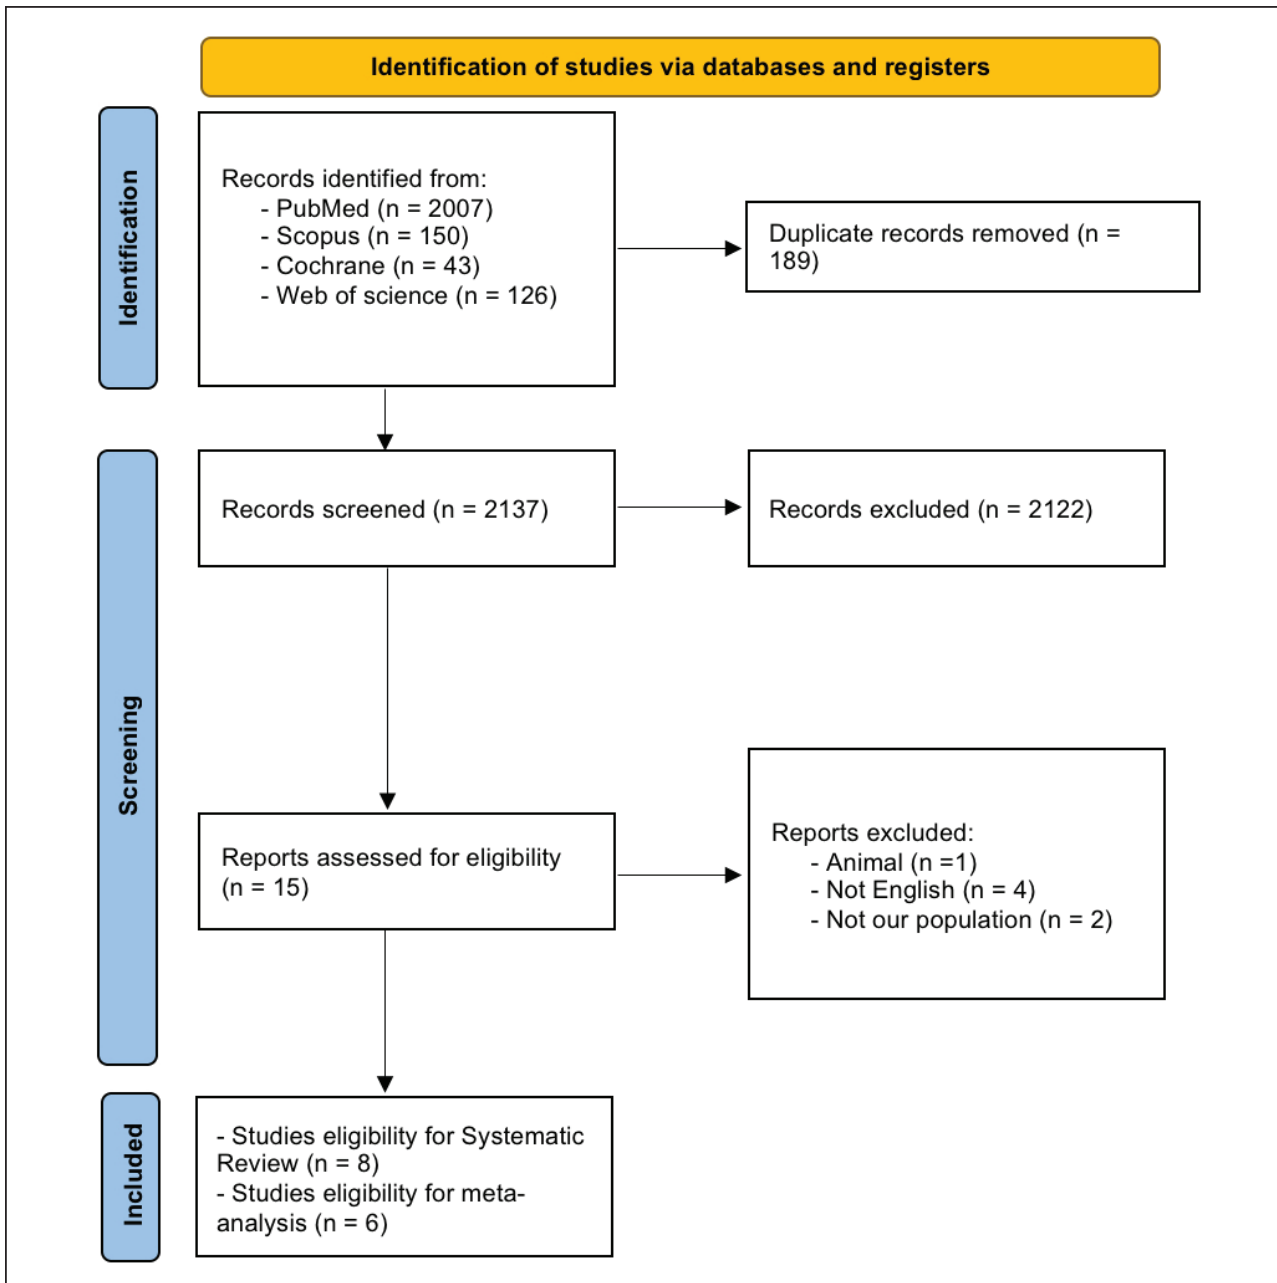 Identification of studies via databases and registers
Identification
Records identified from:
- PubMed (n = 2007)
- Scopus (n = 150)
- Cochrane (n = 43)
- Web of science (n = 126)
Duplicate records removed (n =
189)
Screening
Records screened (n = 2137)
Records excluded (n = 2122)
Reports assessed for eligibility
(n = 15)
Reports excluded:
- Animal (n =1)
- Not English (n = 4)
- Not our population (n = 2)
Included
- Studies eligibility for Systematic
Review (n = 8)
- Studies eligibility for meta-
analysis (n = 6)